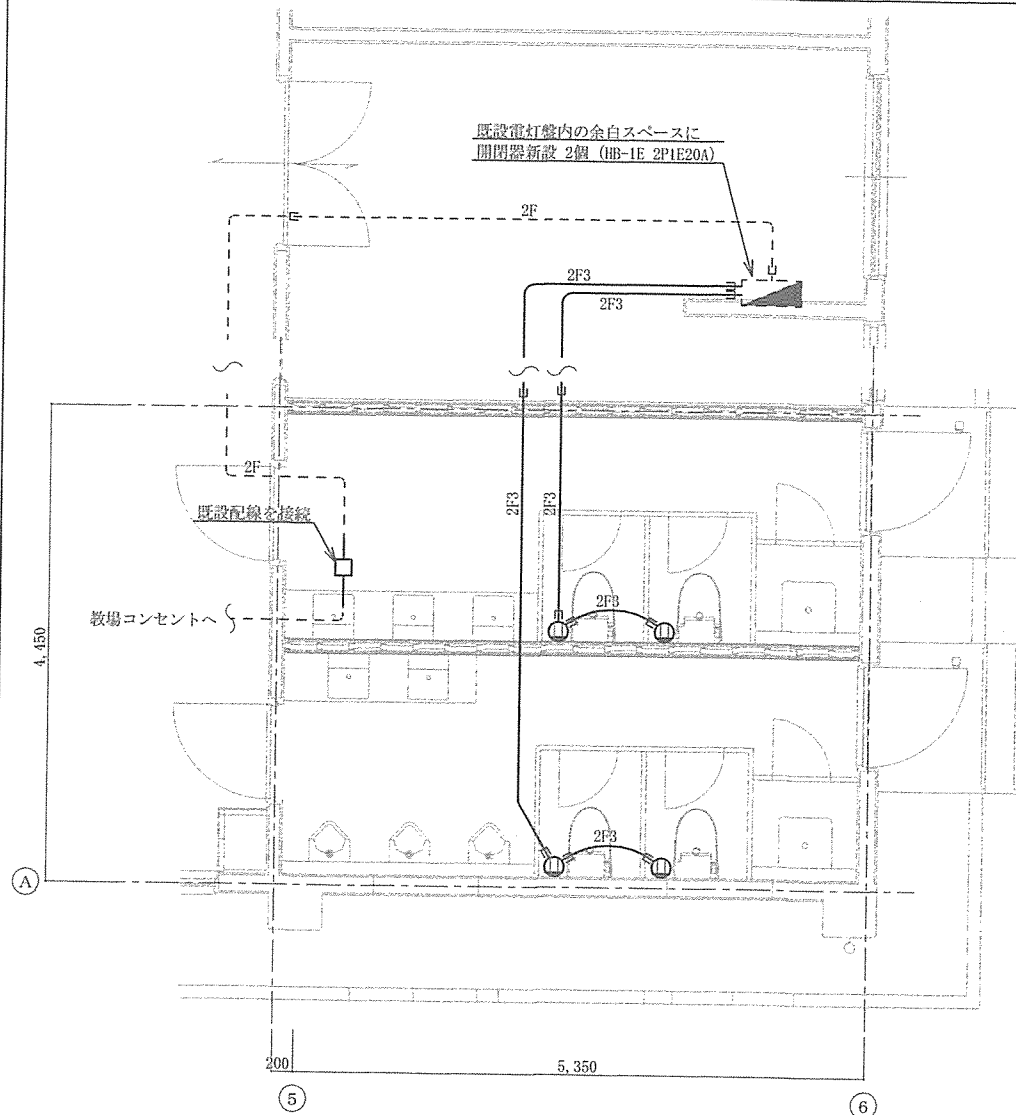 既設電灯盤内の余白スペースに
開閉器新設 2個 (HB-1E 2P1E20A)
2F
2F3
2F3
2F
2F3
2F3
既設配線を接続
2F3
教場コンセントへ
4,450
2F3
A
200
5,350
5
6